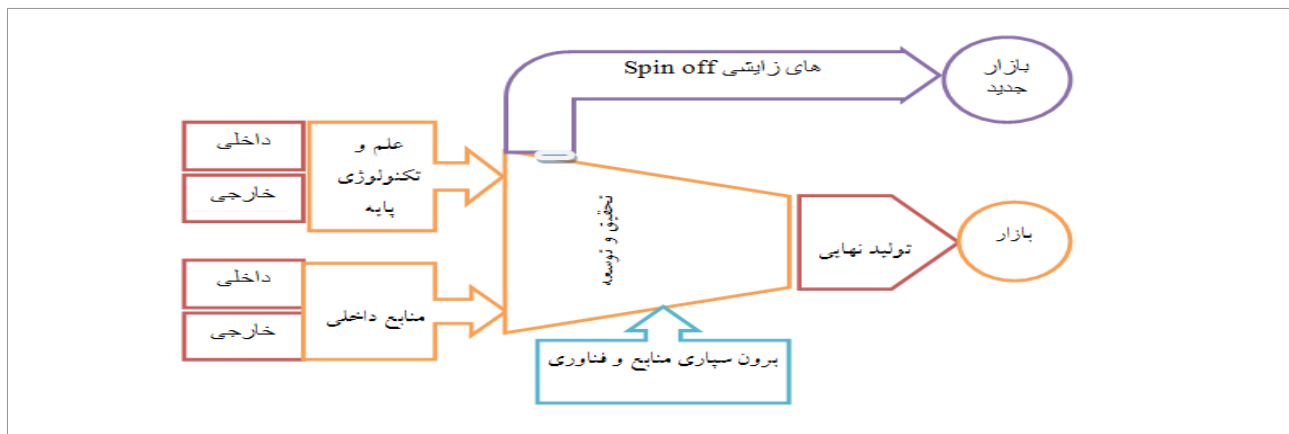 های زایشی Spin off
بازار
جدید
داخلی
خارجی
علم و
تکنولوژی
پایه
تحقیق و توسعه
تولید نهایی
بازار
داخلی
خارجی
منابع داخلی
برون سپاری منابع و فناوری